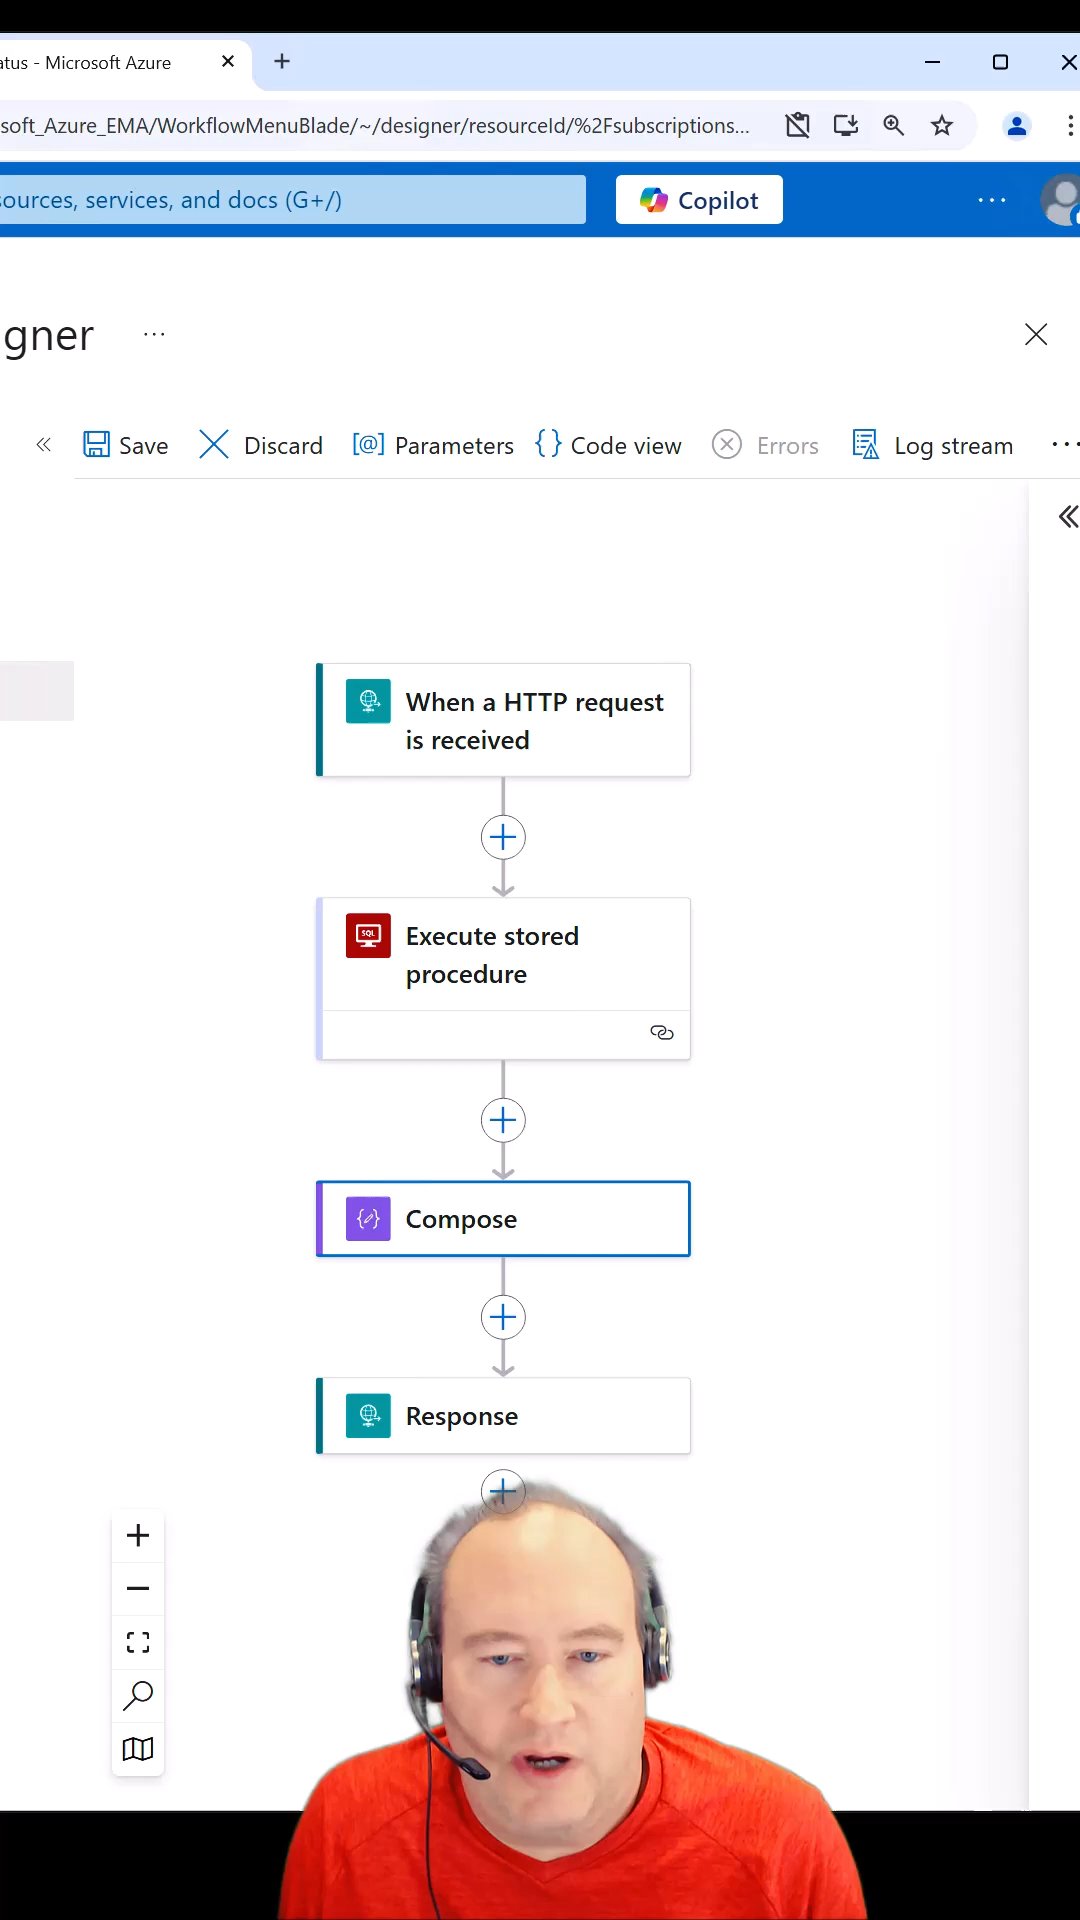 atus - Microsoft Azure
soft_Azure_EMA/WorkflowMenuBlade/~/designer/resourceId/%2Fsubscriptions...
ources, services, and docs (G+/)
Copilot
gner
Save
Discard
Parameters
Code view
Errors
Log stream
When a HTTP request
is received
SQL
Execute stored
procedure
Compose
Response